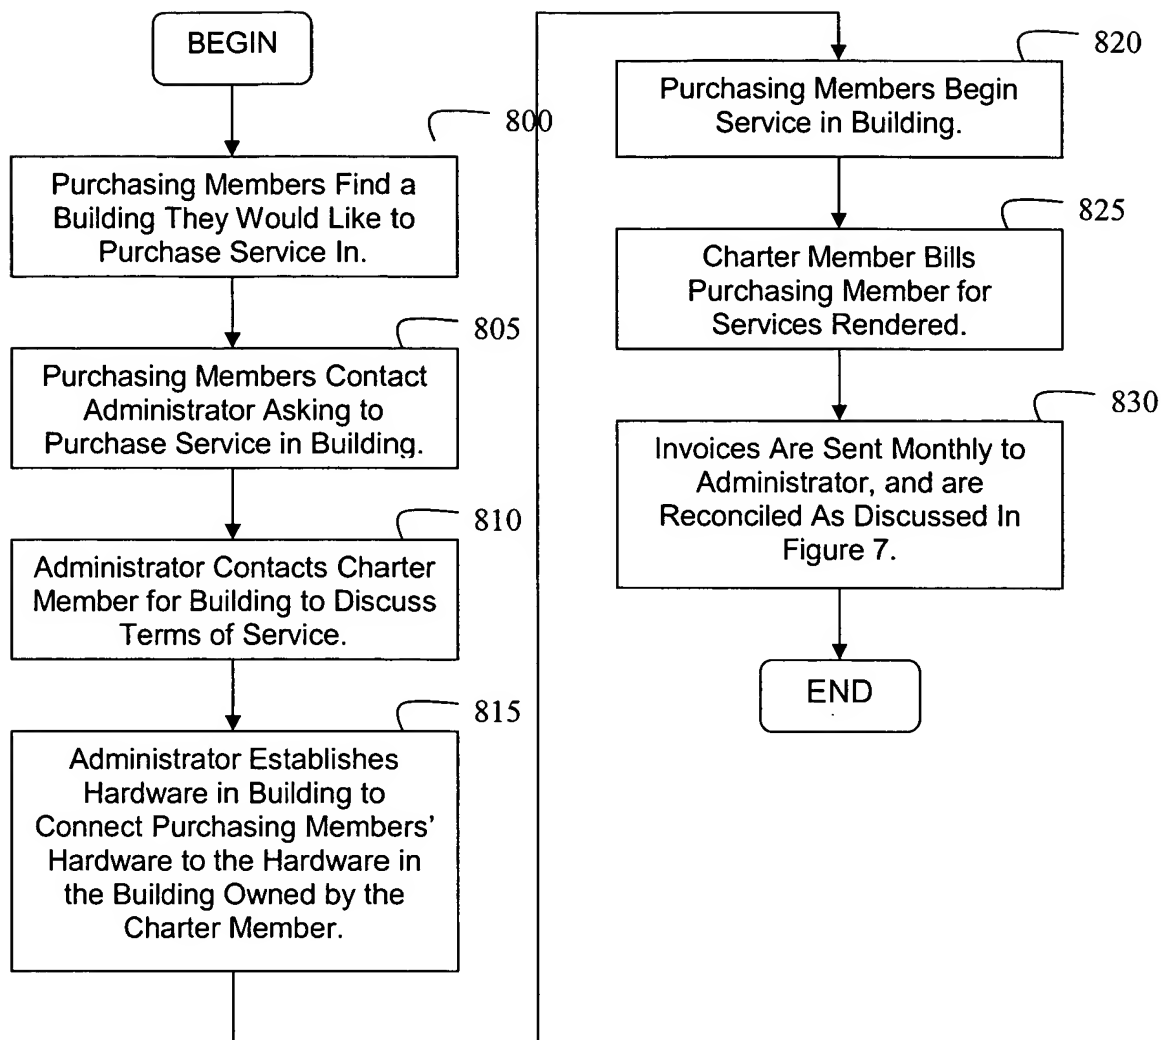 BEGIN
800
Purchasing Members Find a
Building They Would Like to
Purchase Service In.
805
Purchasing Members Contact
Administrator Asking to
Purchase Service in Building.
810
Administrator Contacts Charter
Member for Building to Discuss
Terms of Service.
815
Administrator Establishes
Hardware in Building to
Connect Purchasing Members'
Hardware to the Hardware in
the Building Owned by the
Charter Member.
820
Purchasing Members Begin
Service in Building.
825
Charter Member Bills
Purchasing Member for
Services Rendered.
830
Invoices Are Sent Monthly to
Administrator, and are
Reconciled As Discussed In
Figure 7.
END